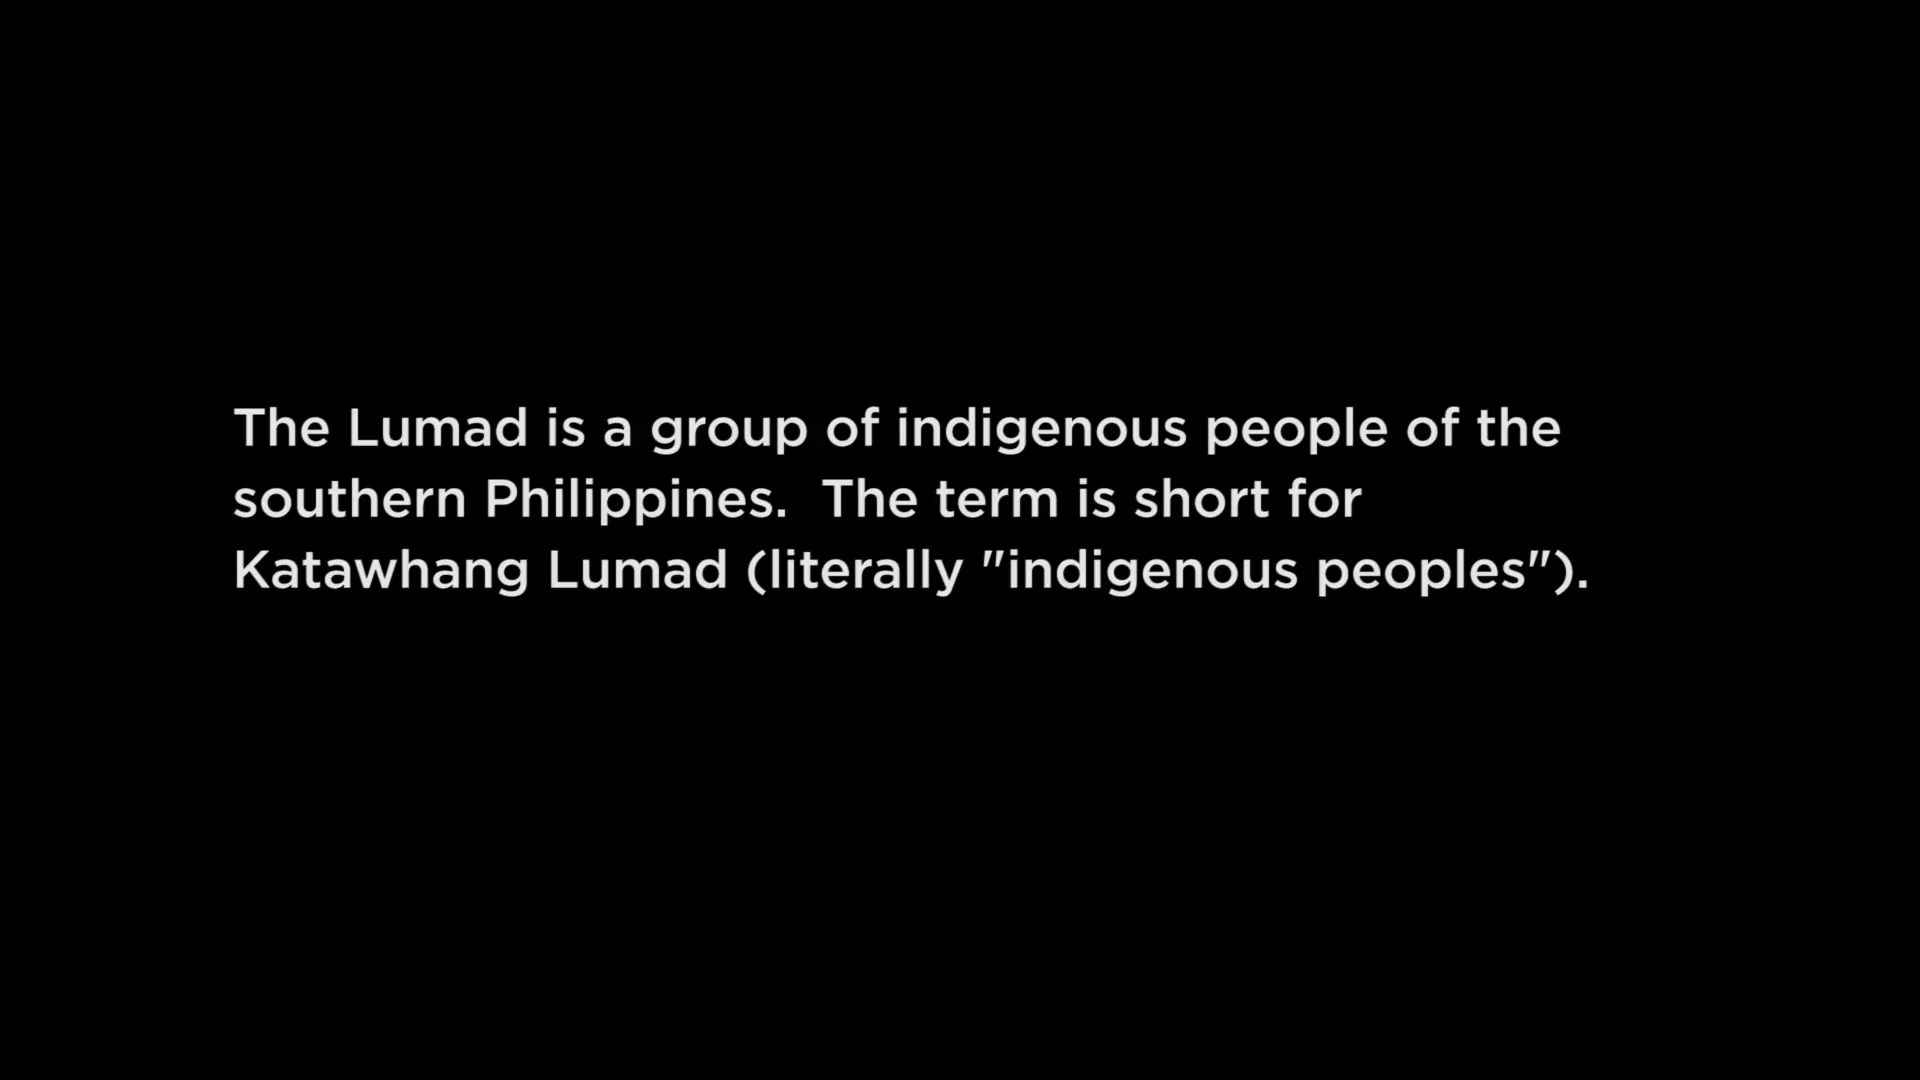 The Lumad is a group of indigenous people of the
southern Philippines.  The term is short for
Katawhang Lumad (literally "indigenous peoples").